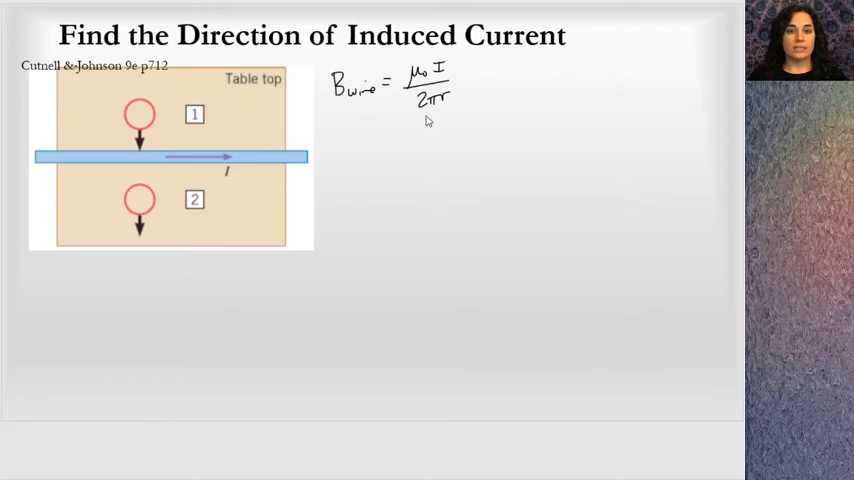 Find the Direction of Induced Current
Cutnell & Johnson 9e p712
Table top
1
I
2
B_wire = μ₀ I / 2πr